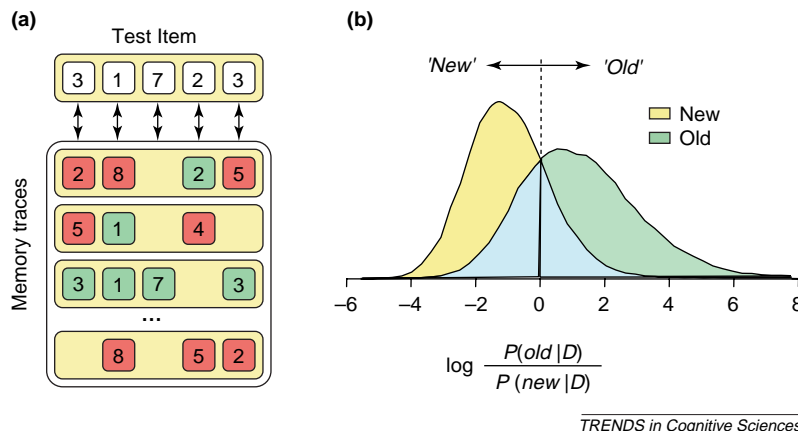 (a)
Test Item
3 1 7 2 3
Memory traces
2 8 2 5
5 1 4
3 1 7 3
...
8 5 2
(b)
'New' 'Old'
New
Old
−6 −4 −2 0 2 4 6 8
log P(old |D)
P (new |D)
TRENDS in Cognitive Sciences